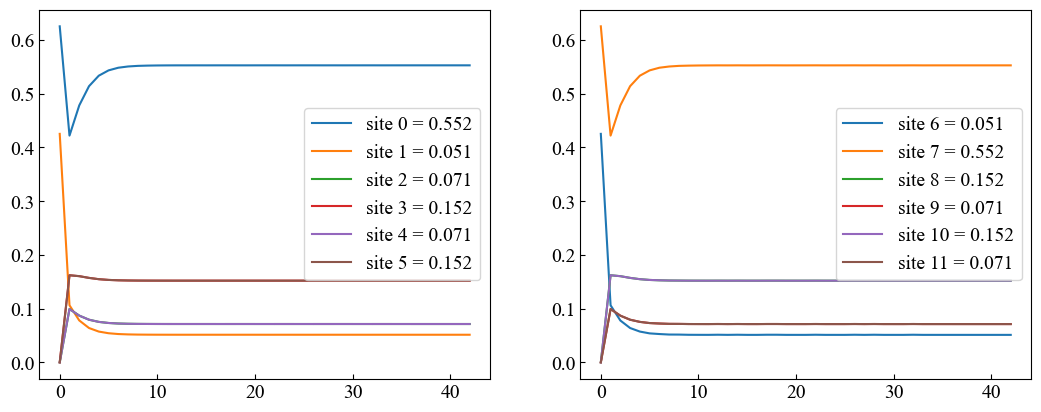 0.6
0.5
0.4
0.3
0.2
0.1
0.0
0
10
20
30
40
site 0 = 0.552
site 1 = 0.051
site 2 = 0.071
site 3 = 0.152
site 4 = 0.071
site 5 = 0.152
0.6
0.5
0.4
0.3
0.2
0.1
0.0
0
10
20
30
40
site 6 = 0.051
site 7 = 0.552
site 8 = 0.152
site 9 = 0.071
site 10 = 0.152
site 11 = 0.071